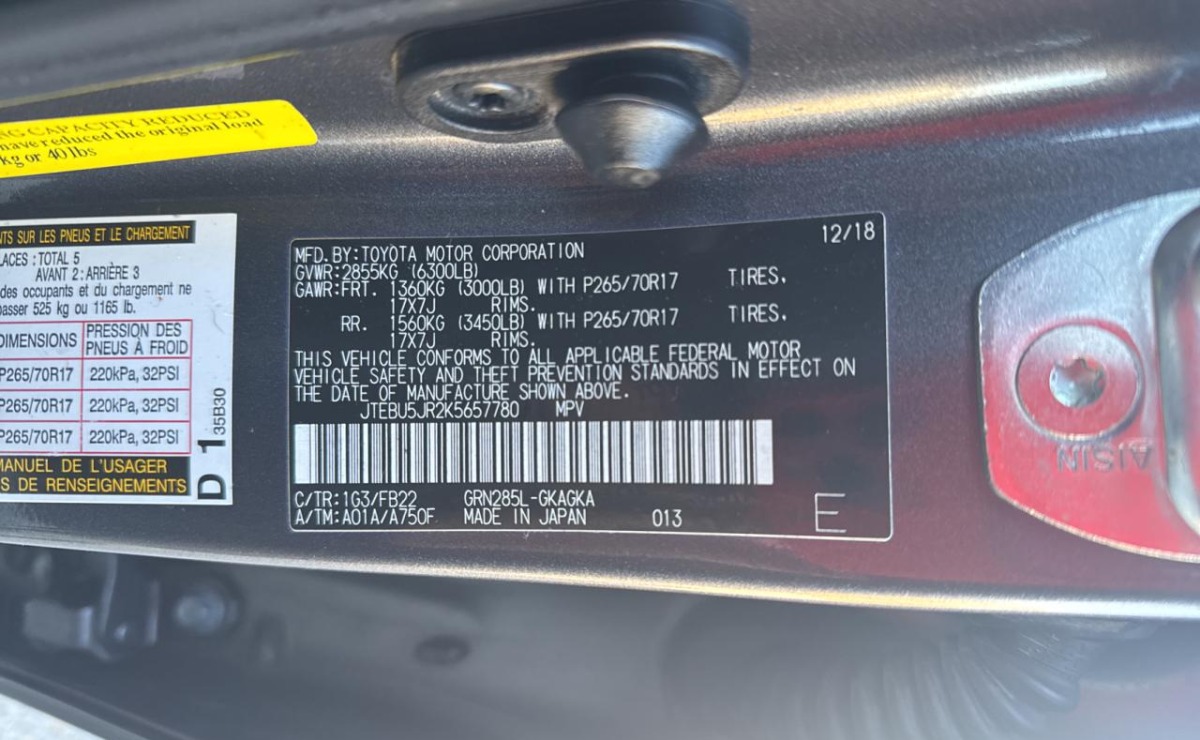 NG CAPACITY REDUCED
have reduced the original load
kg or 40 lbs
NTS SUR LES PNEUS ET LE CHARGEMENT
LACES :TOTAL 5
AVANT 2: ARRIÈRE 3
des occupants et du chargement ne
passer 525 kg ou 1165 lb.
DIMENSIONS PRESSION DES PNEUS À FROID
P265/70R17 220kPa, 32PSI
P265/70R17 220kPa, 32PSI
P265/70R17 220kPa, 32PSI
MANUEL DE L'USAGER
S DE RENSEIGNEMENTS
D 1 35B30
12/18
MFD. BY: TOYOTA MOTOR CORPORATION
GVWR: 2855KG (6300LB)
GAWR: FRT. 1360KG (3000LB) WITH P265/70R17 TIRES.
17X7J RIMS.
RR. 1560KG (3450LB) WITH P265/70R17 TIRES.
17X7J RIMS.
THIS VEHICLE CONFORMS TO ALL APPLICABLE FEDERAL MOTOR
VEHICLE SAFETY AND THEFT PREVENTION STANDARDS IN EFFECT ON
THE DATE OF MANUFACTURE SHOWN ABOVE.
JTEBU5JR2K5657780 MPV
C/TR: 1G3/FB22 GRN285L-GKAGKA
A/TM: A01A/A750F MADE IN JAPAN 013 E
AISIN